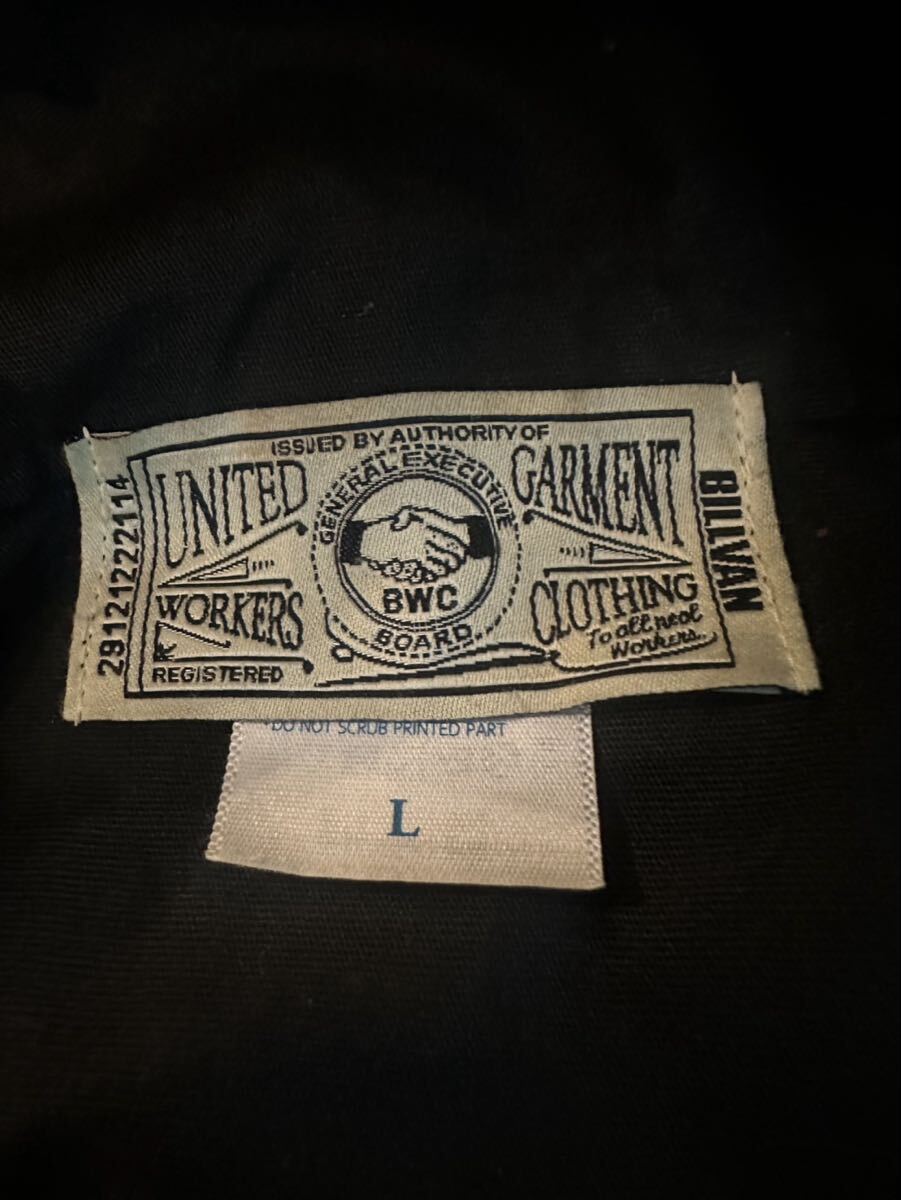 ISSUED BY AUTHORITY OF
UNITED
GARMENT
GENERAL EXECUTIVE
BWC
BOARD
WORKERS
CLOTHING
REGISTERED
To all neal
Workers.
29121222114
BILLVAN
DO NOT SCRUB PRINTED PART
L